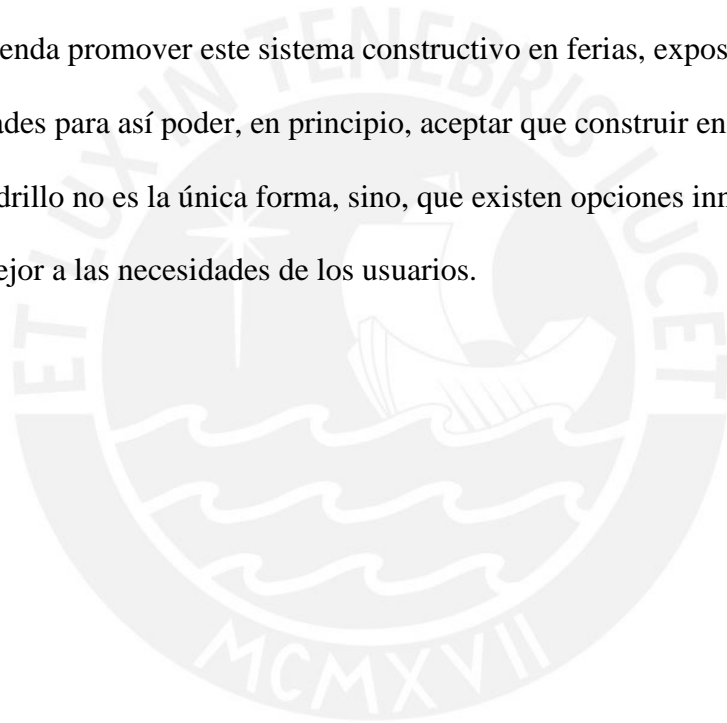 enda promover este sistema constructivo en ferias, expos
ades para así poder, en principio, aceptar que construir en
drillo no es la única forma, sino, que existen opciones inn
ejor a las necesidades de los usuarios.
ET LUX IN TENEBRIS LUCET
MCMXVII